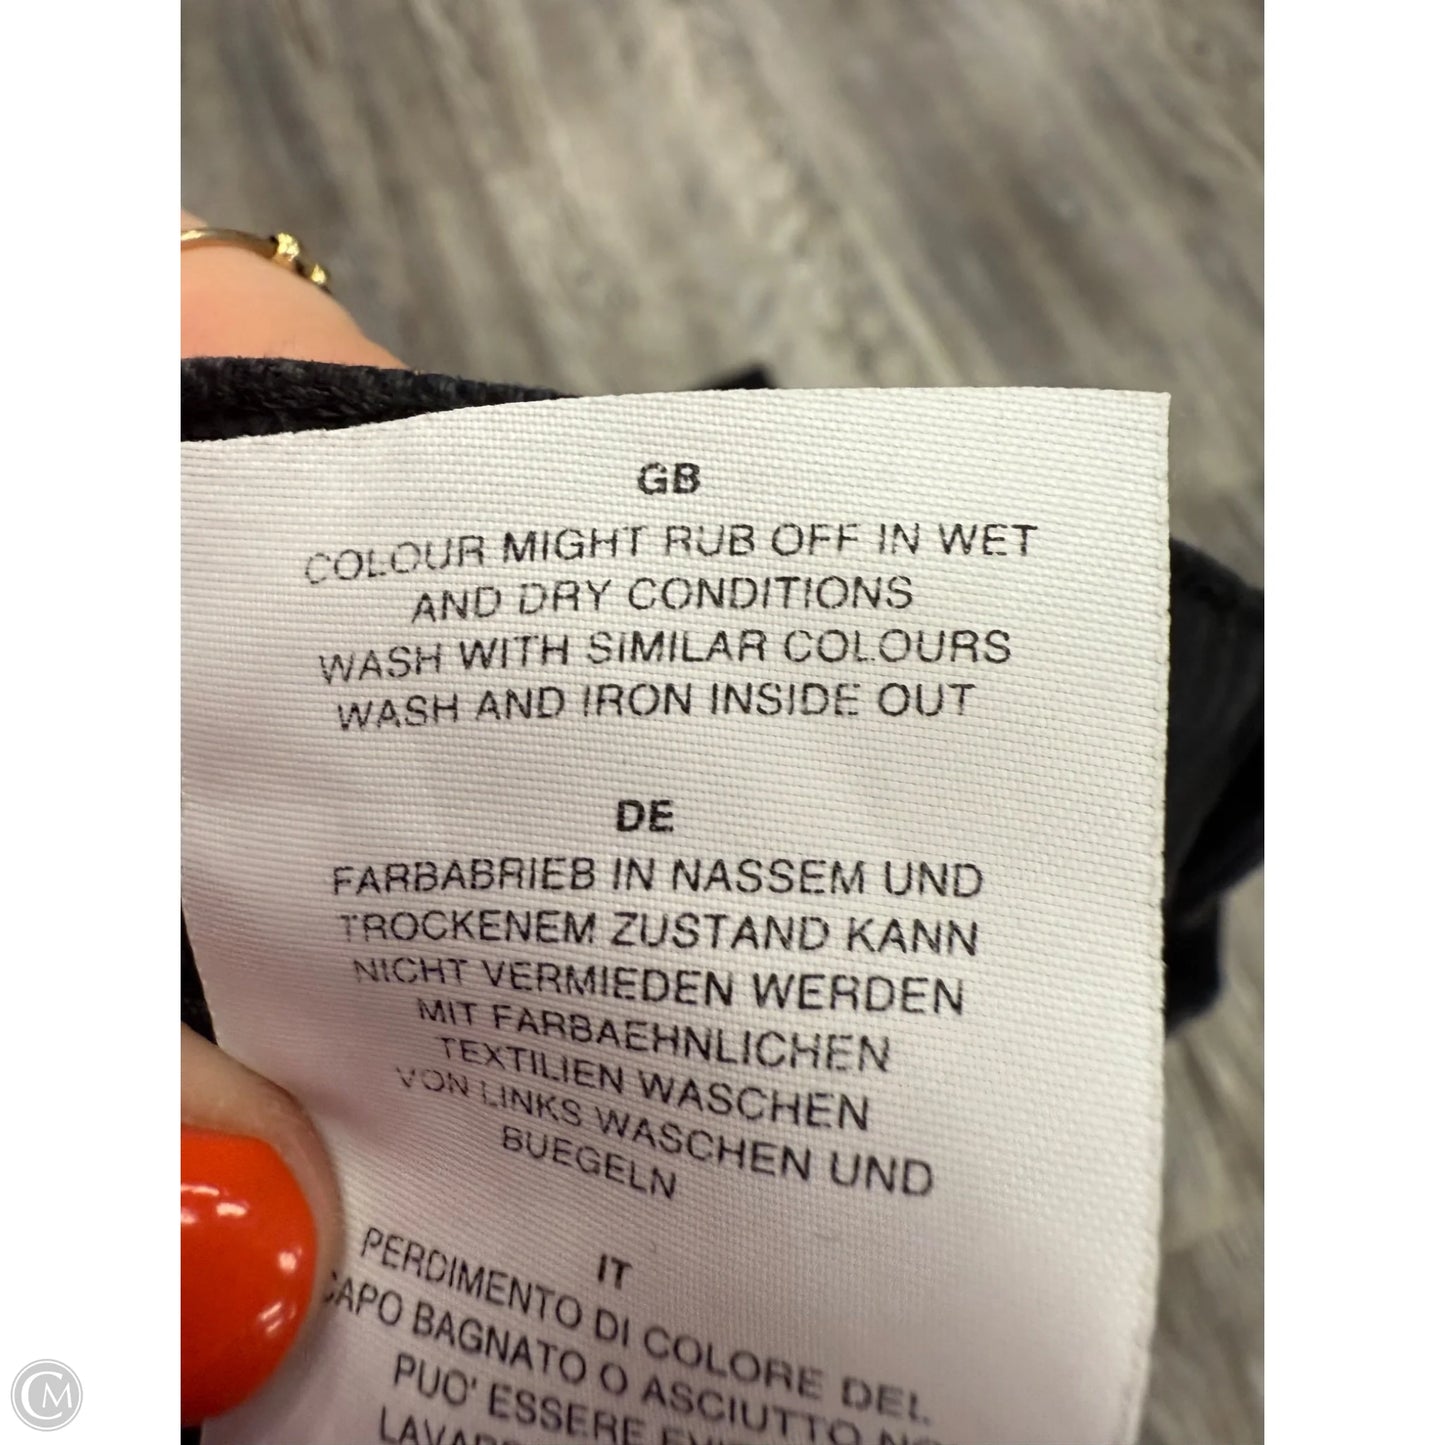 GB
COLOUR MIGHT RUB OFF IN WET
AND DRY CONDITIONS
WASH WITH SIMILAR COLOURS
WASH AND IRON INSIDE OUT
DE
FARBABRIEB IN NASSEM UND
TROCKENEM ZUSTAND KANN
NICHT VERMIEDEN WERDEN
MIT FARBAEHNLICHEN
TEXTILIEN WASCHEN
VON LINKS WASCHEN UND
BUEGELN
IT
PERDIMENTO DI COLORE DEL
CAPO BAGNATO O ASCIUTTO
PUO' ESSERE
CM